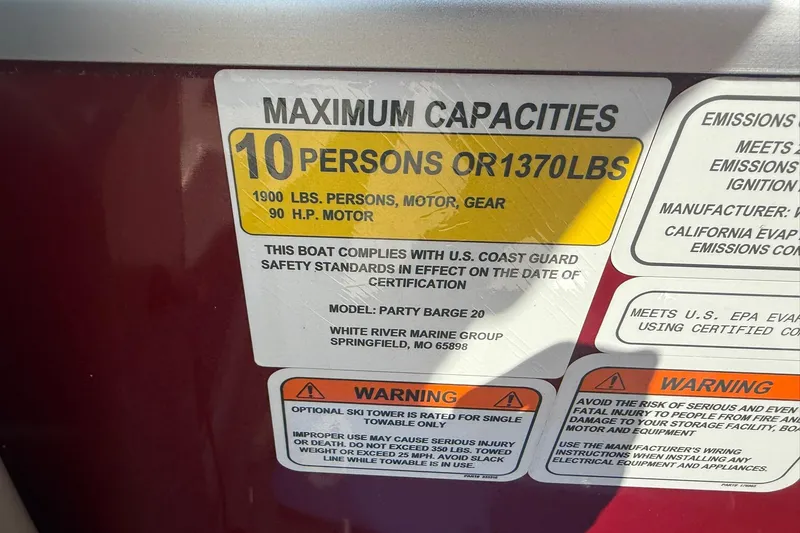 MAXIMUM CAPACITIES
10 PERSONS OR 1370 LBS
1900 LBS. PERSONS, MOTOR, GEAR
90 H.P. MOTOR
THIS BOAT COMPLIES WITH U.S. COAST GUARD
SAFETY STANDARDS IN EFFECT ON THE DATE OF
CERTIFICATION
MODEL: PARTY BARGE 20
WHITE RIVER MARINE GROUP
SPRINGFIELD, MO 65898
WARNING
OPTIONAL SKI TOWER IS RATED FOR SINGLE
TOWABLE ONLY
IMPROPER USE MAY CAUSE SERIOUS INJURY
OR DEATH. DO NOT EXCEED 350 LBS. TOWED
WEIGHT OR EXCEED 25 MPH. AVOID SLACK
LINE WHILE TOWABLE IS IN USE.
EMISSIONS
MEETS
EMISSIONS
IGNITION
MANUFACTURER:
CALIFORNIA EVAP
EMISSIONS CON
MEETS U.S. EPA EVAP
USING CERTIFIED CO
WARNING
AVOID THE RISK OF SERIOUS AND EVEN
FATAL INJURY TO PEOPLE FROM FIRE AND
DAMAGE TO YOUR STORAGE FACILITY, BOA
MOTOR AND EQUIPMENT
USE THE MANUFACTURER'S WIRING
INSTRUCTIONS WHEN INSTALLING ANY
ELECTRICAL EQUIPMENT AND APPLIANCES.